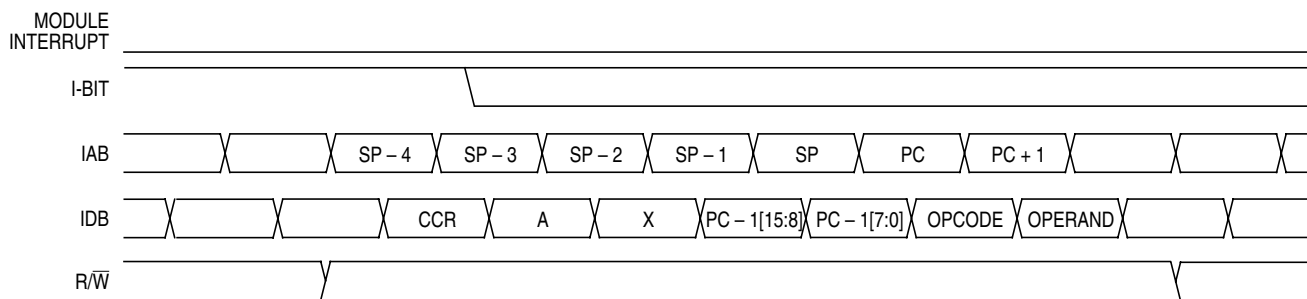 MODULE
INTERRUPT
I-BIT
IAB SP – 4 SP – 3 SP – 2 SP – 1 SP PC PC + 1
IDB CCR A X PC – 1[15:8] PC – 1[7:0] OPCODE OPERAND
R/W̅